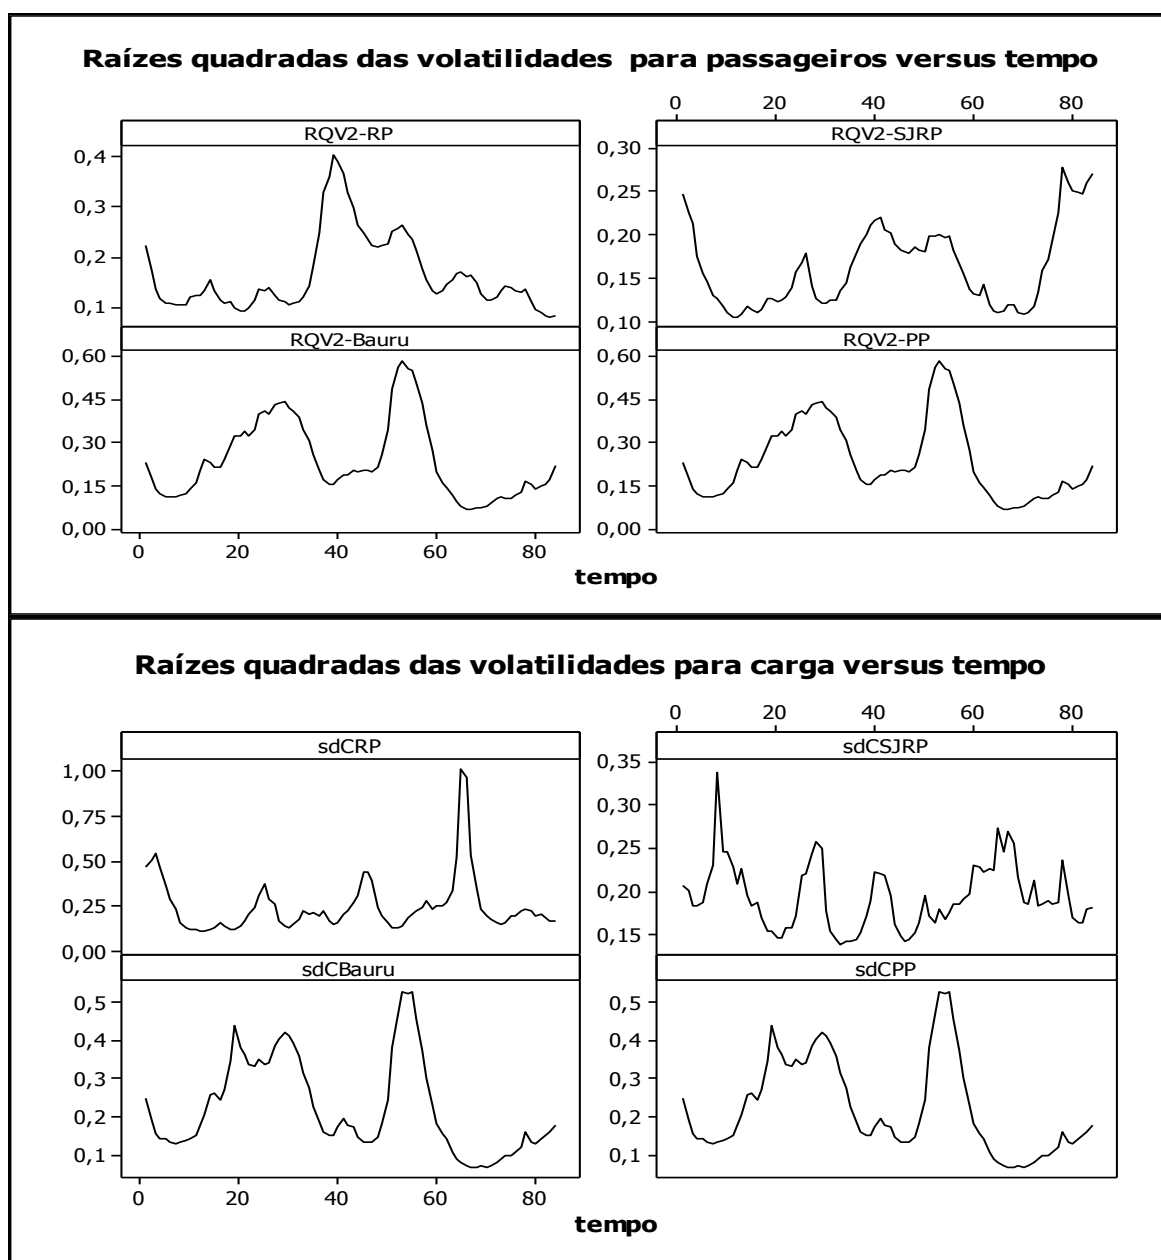 Raízes quadradas das volatilidades para passageiros versus tempo
0 20 40 60 80
RQV2-RP RQV2-SJRP
0,4 0,30
0,3 0,25
0,2 0,20
0,1 0,15
0,10
RQV2-Bauru RQV2-PP
0,60 0,60
0,45 0,45
0,30 0,30
0,15 0,15
0,00 0,00
0 20 40 60 80
tempo
Raízes quadradas das volatilidades para carga versus tempo
0 20 40 60 80
sdCRP sdCSJRP
1,00 0,35
0,75 0,30
0,50 0,25
0,25 0,20
0,00 0,15
sdCBauru sdCPP
0,5 0,5
0,4 0,4
0,3 0,3
0,2 0,2
0,1 0,1
0 20 40 60 80
tempo